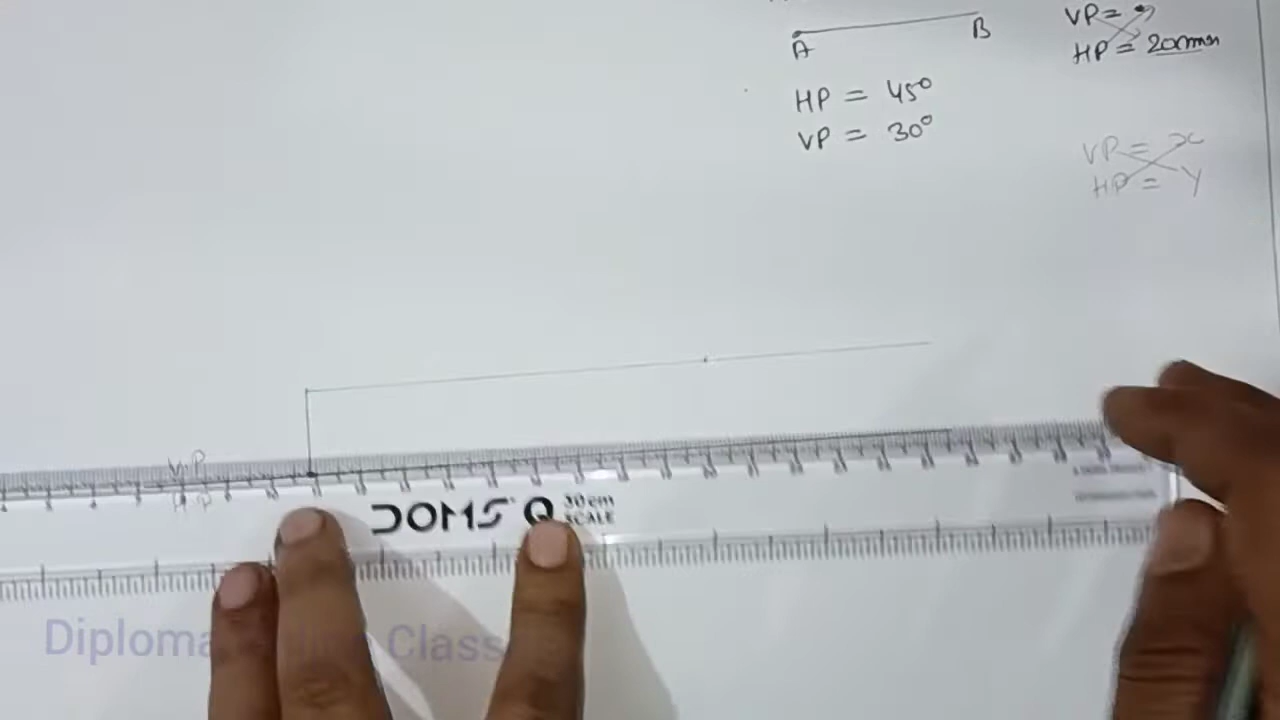 A B
HP = 45°
VP = 30°
VP =
HP = 20mm
VP = x
HP = y
V.P
H P
DOMS Q 30cm
SCALE
Diploma Class